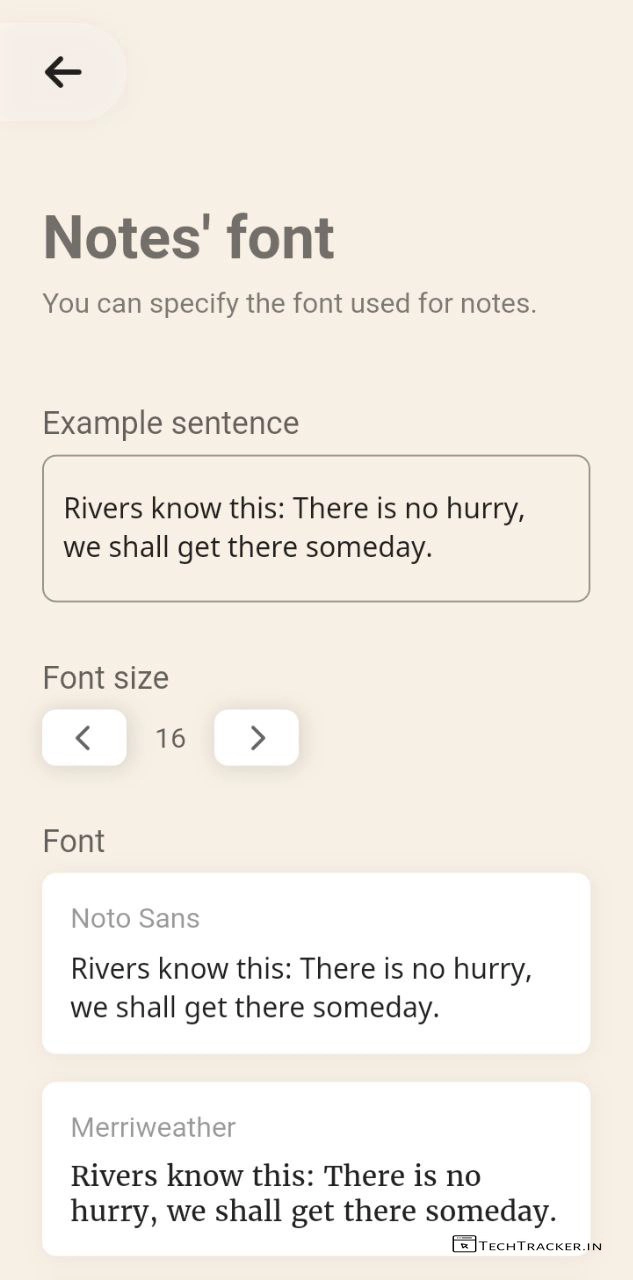 Notes' font
You can specify the font used for notes.
Example sentence
Rivers know this: There is no hurry,
we shall get there someday.
Font size
16
Font
Noto Sans
Rivers know this: There is no hurry,
we shall get there someday.
Merriweather
Rivers know this: There is no
hurry, we shall get there someday.
TECHTRACKER.IN